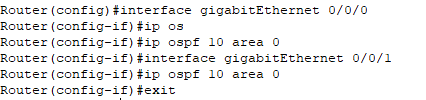 Router(config)#interface gigabitEthernet 0/0/0
Router(config-if)#ip os
Router(config-if)#ip ospf 10 area 0
Router(config-if)#interface gigabitEthernet 0/0/1
Router(config-if)#ip ospf 10 area 0
Router(config-if)#exit